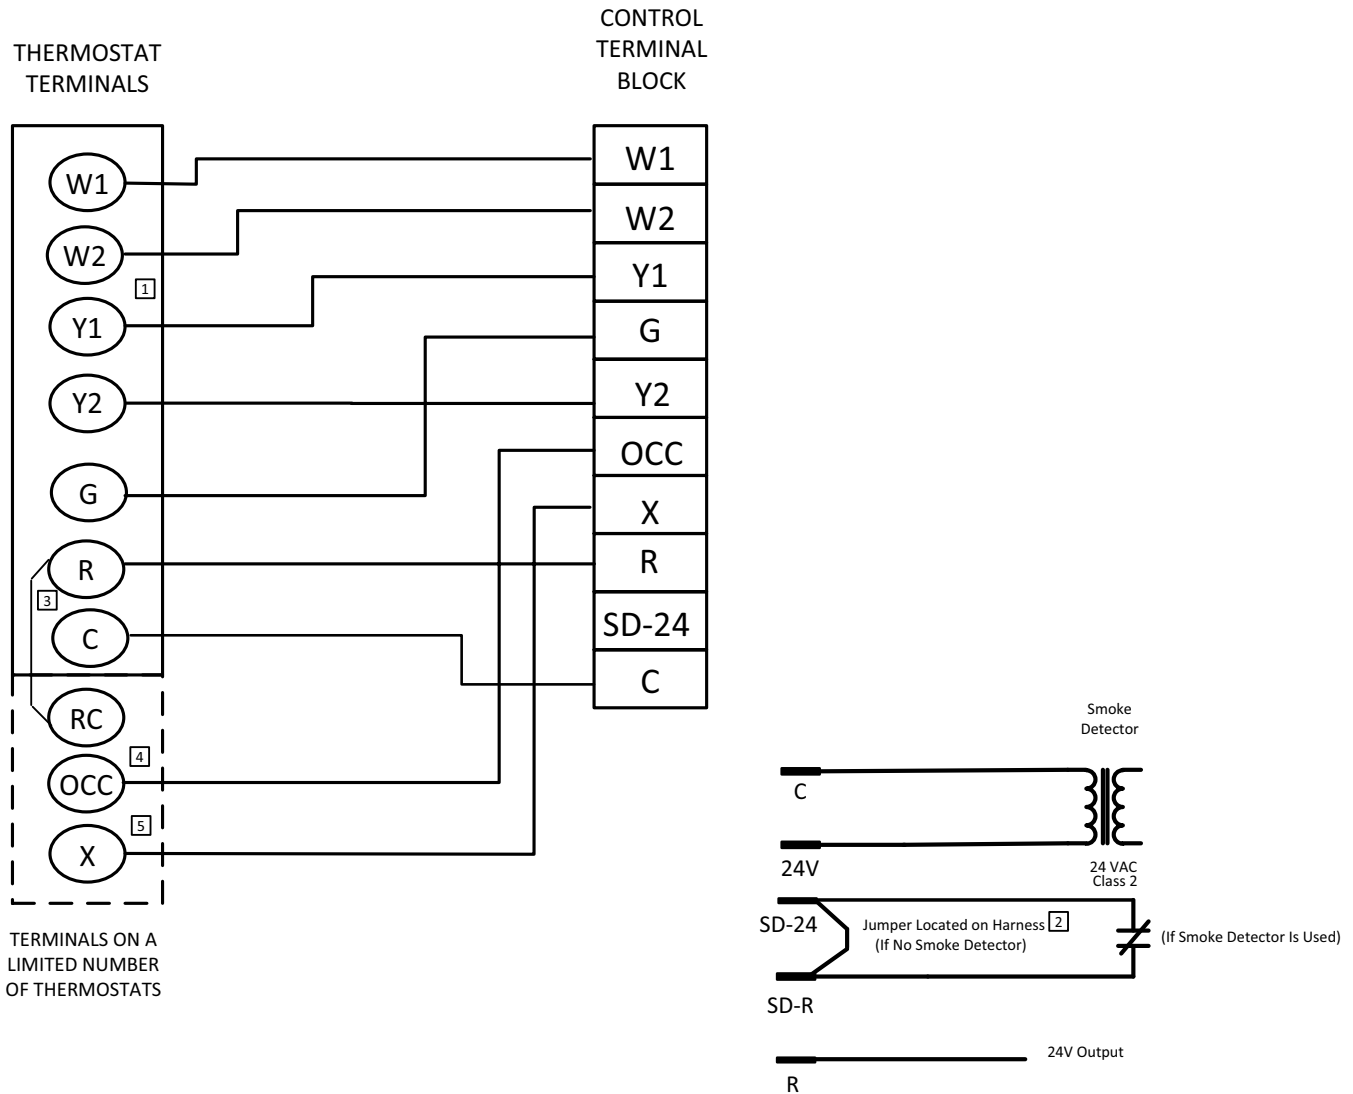 THERMOSTAT
TERMINALS
W1
W2
1
Y1
Y2
G
R
3
C
RC
4
OCC
5
X
TERMINALS ON A
LIMITED NUMBER
OF THERMOSTATS
CONTROL
TERMINAL
BLOCK
W1
W2
Y1
G
Y2
OCC
X
R
SD-24
C
Smoke
Detector
C
24V
24 VAC
Class 2
SD-24
Jumper Located on Harness 2
(If No Smoke Detector)
(If Smoke Detector Is Used)
SD-R
24V Output
R